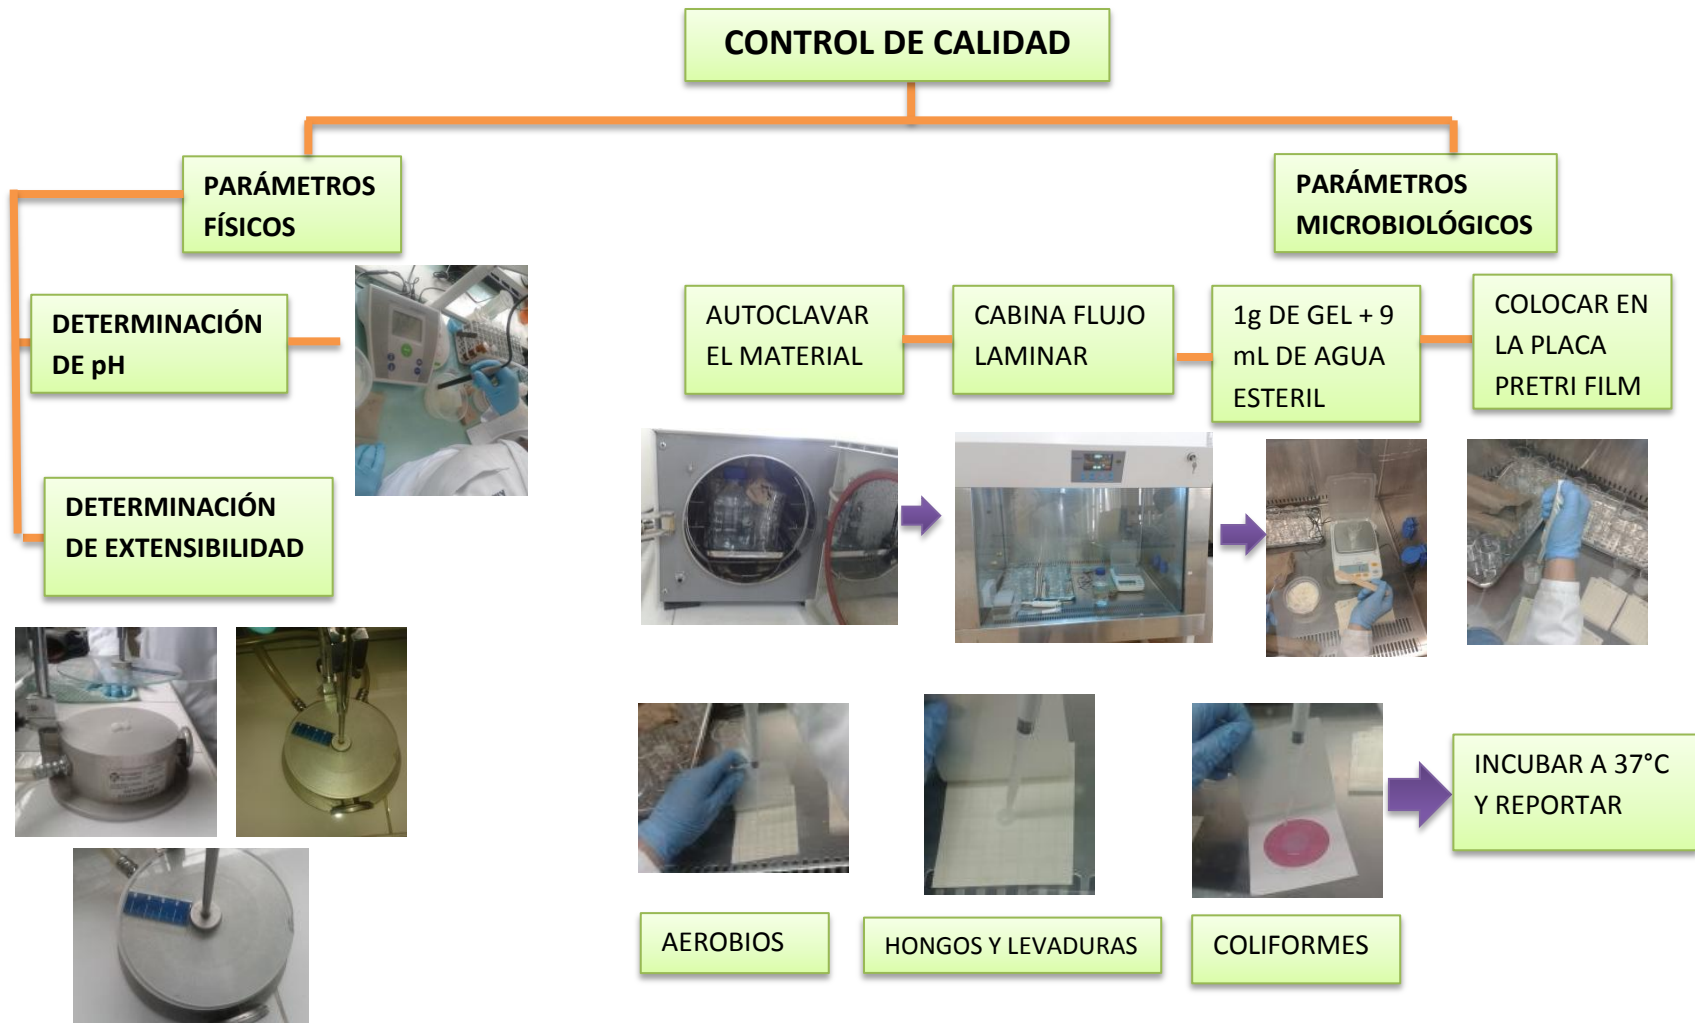 CONTROL DE CALIDAD
PARÁMETROS
FÍSICOS
PARÁMETROS
MICROBIOLÓGICOS
DETERMINACIÓN
DE pH
AUTOCLAVAR
EL MATERIAL
CABINA FLUJO
LAMINAR
1g DE GEL + 9
mL DE AGUA
ESTERIL
COLOCAR EN
LA PLACA
PRETRI FILM
DETERMINACIÓN
DE EXTENSIBILIDAD
INCUBAR A 37°C
Y REPORTAR
AEROBIOS
HONGOS Y LEVADURAS
COLIFORMES